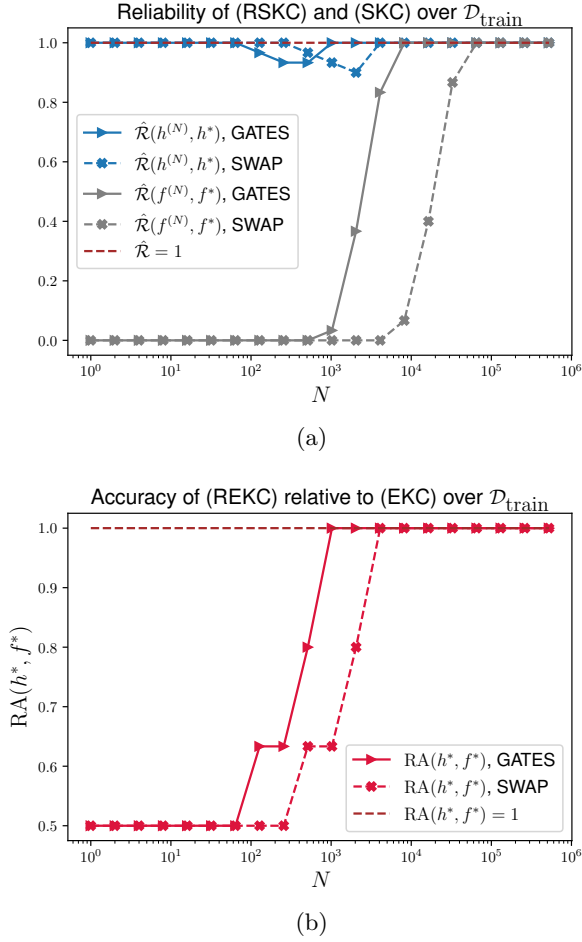 Reliability of (RSKC) and (SKC) over 𝒟_train
1.0
0.8
0.6
0.4
0.2
0.0
ℛ̂(h^(N), h*), GATES
ℛ̂(h^(N), h*), SWAP
ℛ̂(f^(N), f*), GATES
ℛ̂(f^(N), f*), SWAP
ℛ̂ = 1
10^0 10^1 10^2 10^3 10^4 10^5 10^6
N
(a)
Accuracy of (REKC) relative to (EKC) over 𝒟_train
1.0
0.9
0.8
0.7
0.6
0.5
RA(h*, f*)
RA(h*, f*), GATES
RA(h*, f*), SWAP
RA(h*, f*) = 1
10^0 10^1 10^2 10^3 10^4 10^5 10^6
N
(b)